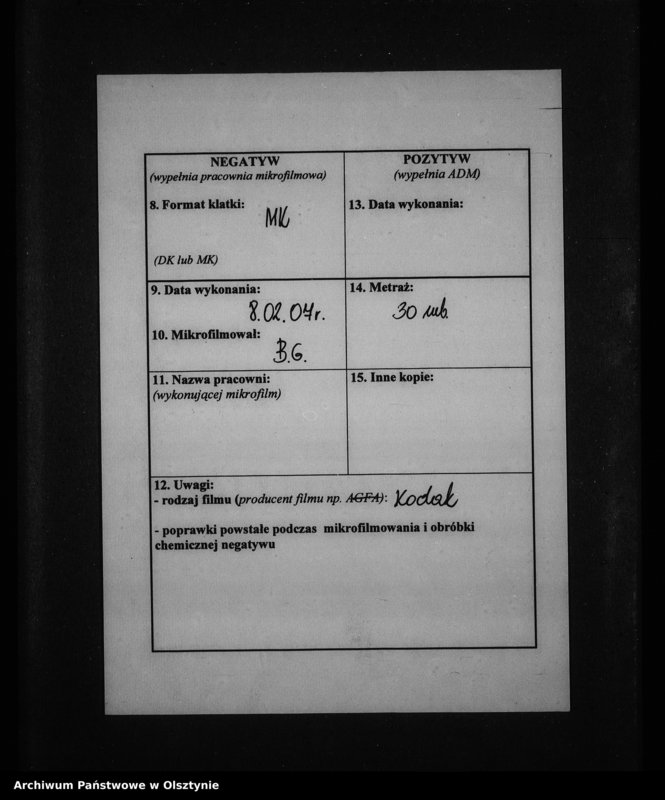 NEGATYW
(wypełnia pracownia mikrofilmowa)
8. Format klatki:
MK
(DK lub MK)
POZYTYW
(wypełnia ADM)
13. Data wykonania:
9. Data wykonania:
8.02.07r.
10. Mikrofilmował:
B.G.
14. Metraż:
30 mb.
11. Nazwa pracowni:
(wykonującej mikrofilm)
15. Inne kopie:
12. Uwagi:
- rodzaj filmu (producent filmu np. AGFA): Kodak
- poprawki powstałe podczas mikrofilmowania i obróbki
chemicznej negatywu
Archiwum Państwowe w Olsztynie